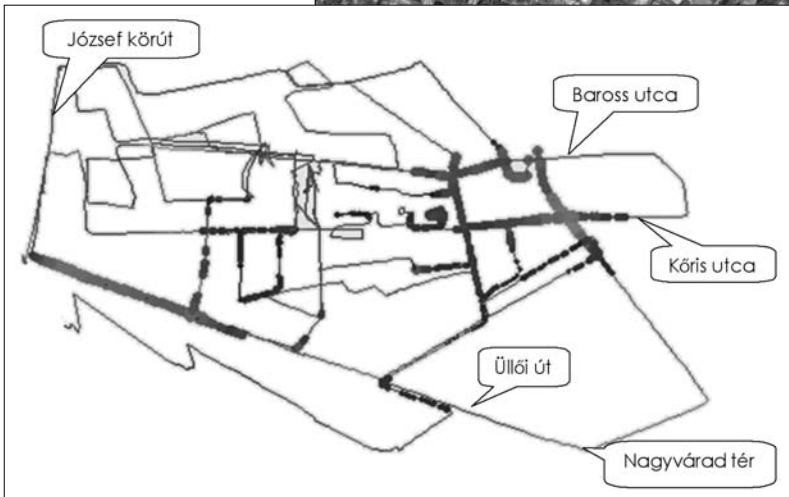 József körút
Baross utca
Kőris utca
Üllői út
Nagyvárad tér